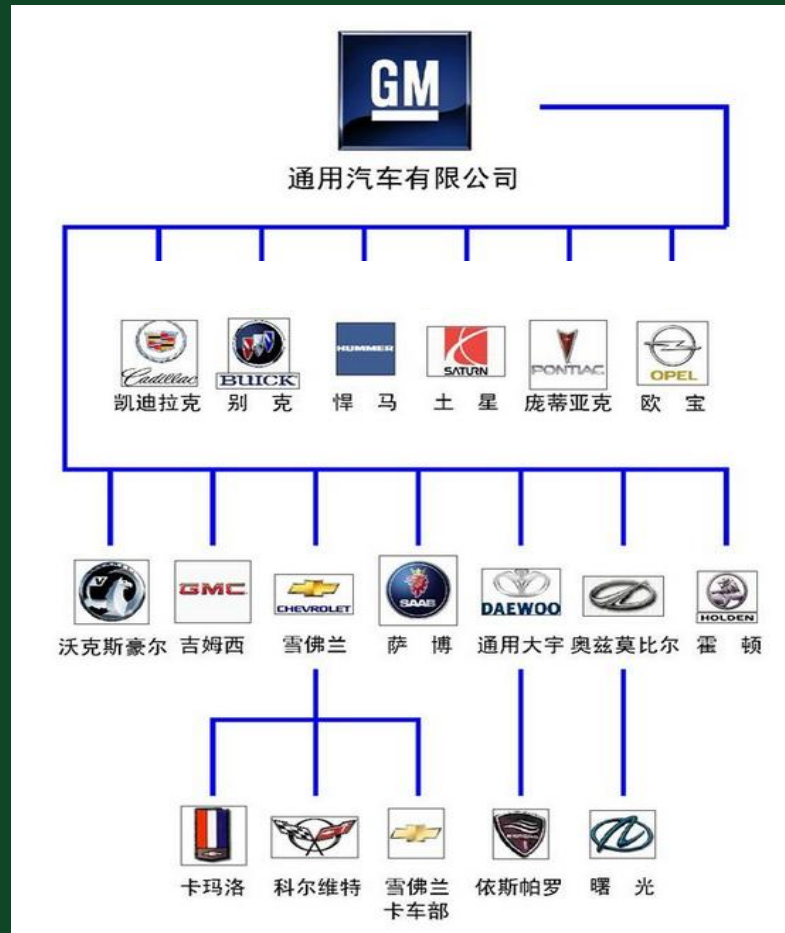 GM
通用汽车有限公司
Cadillac
BUICK
HUMMER
SATURN
PONTIAC
OPEL
凯迪拉克 别 克 悍 马 土 星 庞蒂亚克 欧 宝
GMC
CHEVROLET
SAAB
DAEWOO
HOLDEN
沃克斯豪尔 吉姆西 雪佛兰 萨 博 通用大宇 奥兹莫比尔 霍 顿
卡玛洛 科尔维特 雪佛兰 依斯帕罗 曙 光
卡车部